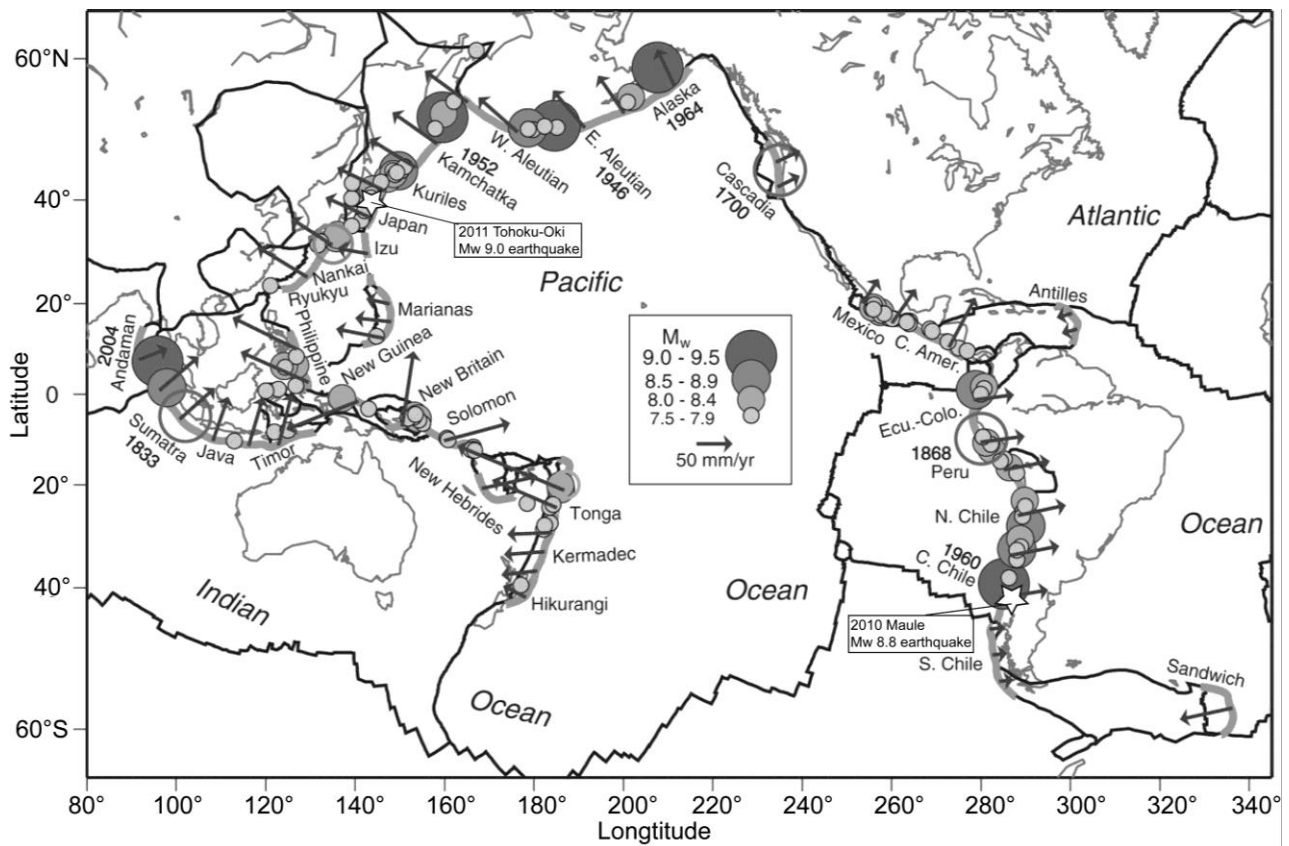 60°N
40°
20°
0
20°
40°
60°S
Latitude
80°
100°
120°
140°
160°
180°
200°
220°
240°
260°
280°
300°
320°
340°
Longtitude
Alaska
1964
W. Aleutian
E. Aleutian
1946
1952
Kamchatka
Kuriles
Japan
2011 Tohoku-Oki
Mw 9.0 earthquake
Izu
Nankai
Ryukyu
Marianas
Philippine
New Guinea
New Britain
Solomon
2004
Andaman
Sumatra
1833
Java
Timor
New Hebrides
Tonga
Kermadec
Hikurangi
Indian
Ocean
Pacific
Ocean
Mw
9.0 - 9.5
8.5 - 8.9
8.0 - 8.4
7.5 - 7.9
50 mm/yr
Cascadia
1700
Atlantic
Ocean
Antilles
Mexico
C. Amer.
Ecu.-Colo.
1868
Peru
N. Chile
1960
C. Chile
2010 Maule
Mw 8.8 earthquake
S. Chile
Sandwich